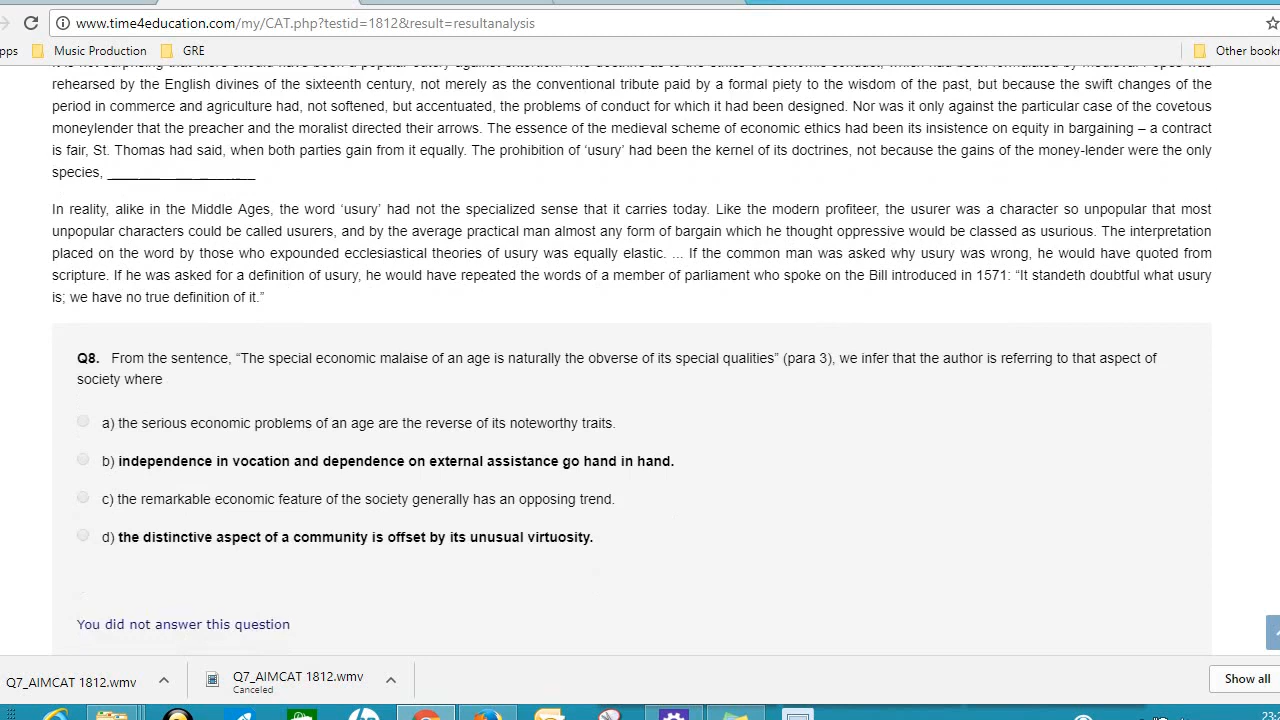 www.time4education.com/my/CAT.php?testid=1812&result=resultanalysis
pps Music Production GRE Other bookr
rehearsed by the English divines of the sixteenth century, not merely as the conventional tribute paid by a formal piety to the wisdom of the past, but because the swift changes of the
period in commerce and agriculture had, not softened, but accentuated, the problems of conduct for which it had been designed. Nor was it only against the particular case of the covetous
moneylender that the preacher and the moralist directed their arrows. The essence of the medieval scheme of economic ethics had been its insistence on equity in bargaining – a contract
is fair, St. Thomas had said, when both parties gain from it equally. The prohibition of ‘usury’ had been the kernel of its doctrines, not because the gains of the money-lender were the only
species, ___________________
In reality, alike in the Middle Ages, the word ‘usury’ had not the specialized sense that it carries today. Like the modern profiteer, the usurer was a character so unpopular that most
unpopular characters could be called usurers, and by the average practical man almost any form of bargain which he thought oppressive would be classed as usurious. The interpretation
placed on the word by those who expounded ecclesiastical theories of usury was equally elastic. ... If the common man was asked why usury was wrong, he would have quoted from
scripture. If he was asked for a definition of usury, he would have repeated the words of a member of parliament who spoke on the Bill introduced in 1571: “It standeth doubtful what usury
is; we have no true definition of it.”
Q8. From the sentence, “The special economic malaise of an age is naturally the obverse of its special qualities” (para 3), we infer that the author is referring to that aspect of
society where
a) the serious economic problems of an age are the reverse of its noteworthy traits.
b) independence in vocation and dependence on external assistance go hand in hand.
c) the remarkable economic feature of the society generally has an opposing trend.
d) the distinctive aspect of a community is offset by its unusual virtuosity.
You did not answer this question
Q7_AIMCAT 1812.wmv
Q7_AIMCAT 1812.wmv
Canceled
Show all